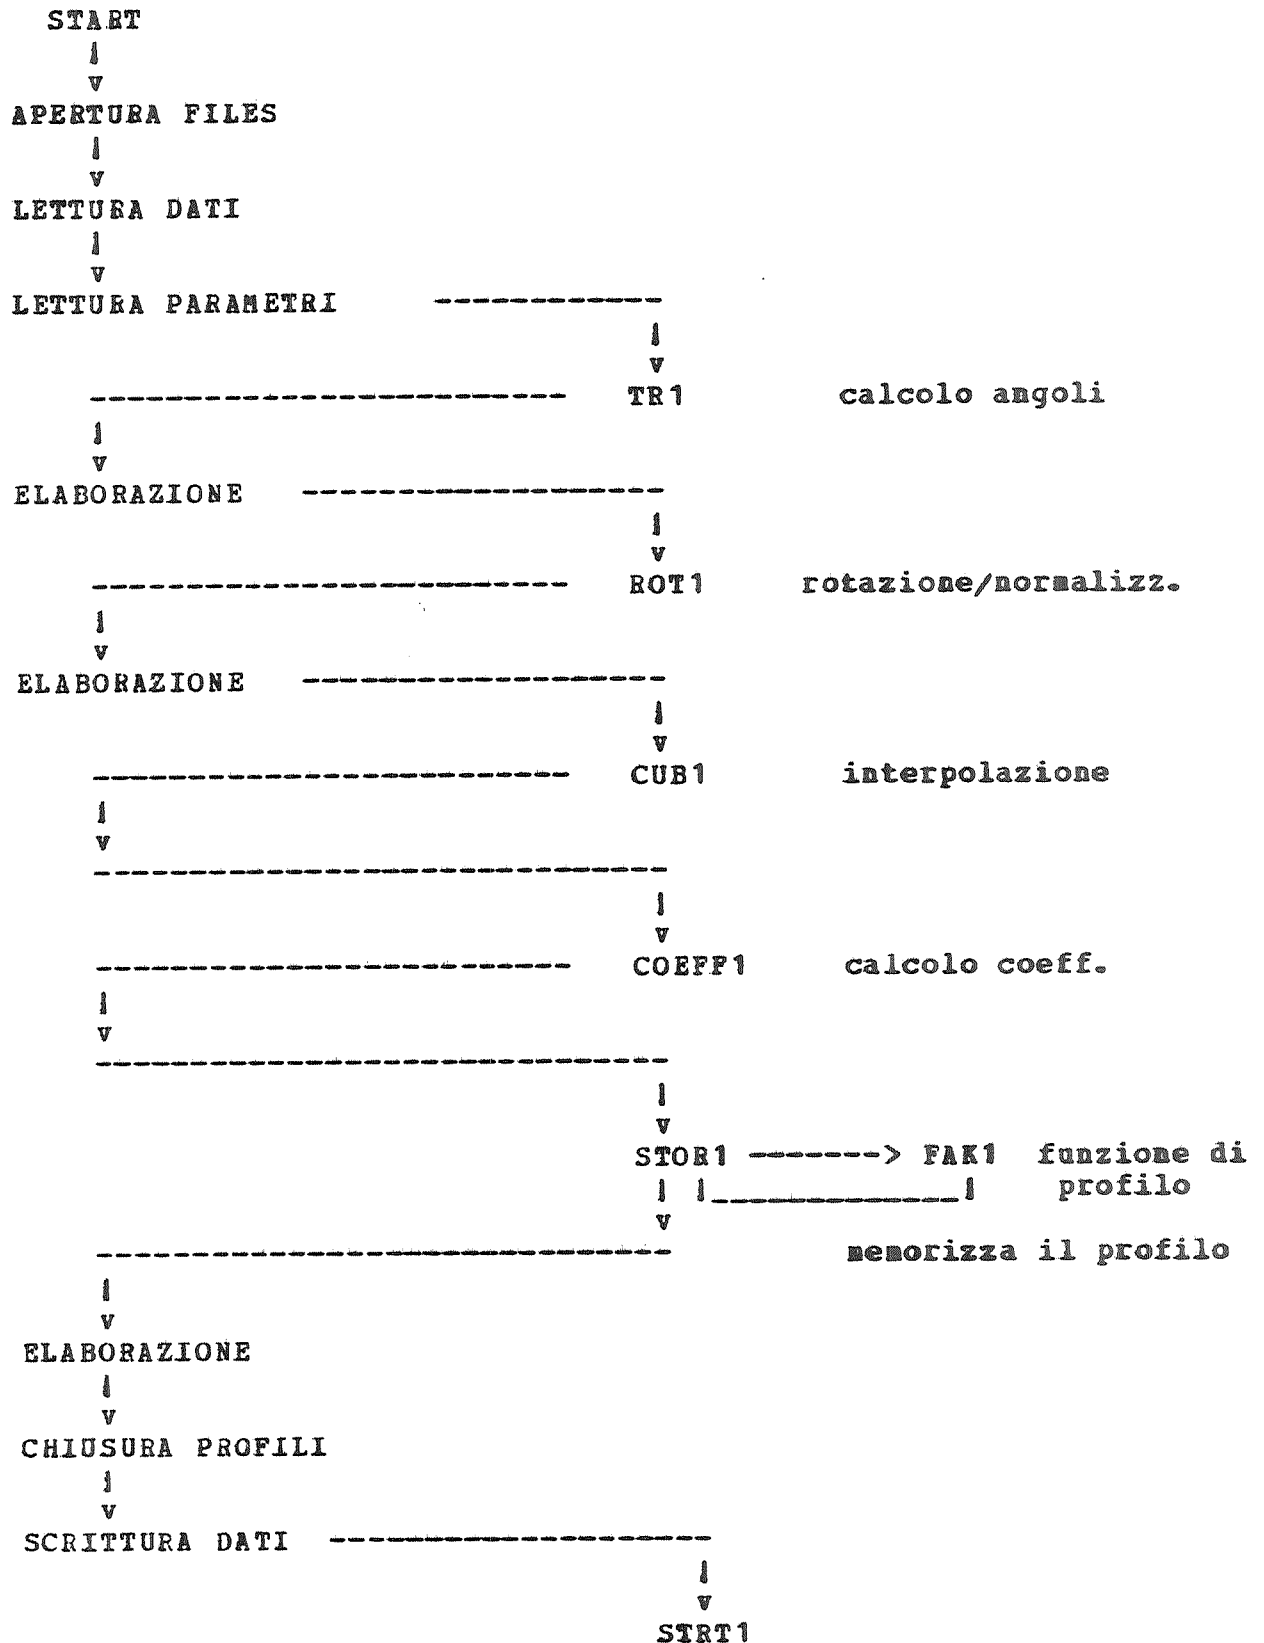 START
APERTURA FILES
LETTURA DATI
LETTURA PARAMETRI
TR1 calcolo angoli
ELABORAZIONE
ROT1 rotazione/normalizz.
ELABORAZIONE
CUB1 interpolazione
COEFF1 calcolo coeff.
STOR1 -------> FAK1 funzione di
profilo
memorizza il profilo
ELABORAZIONE
CHIUSURA PROFILI
SCRITTURA DATI
STRT1